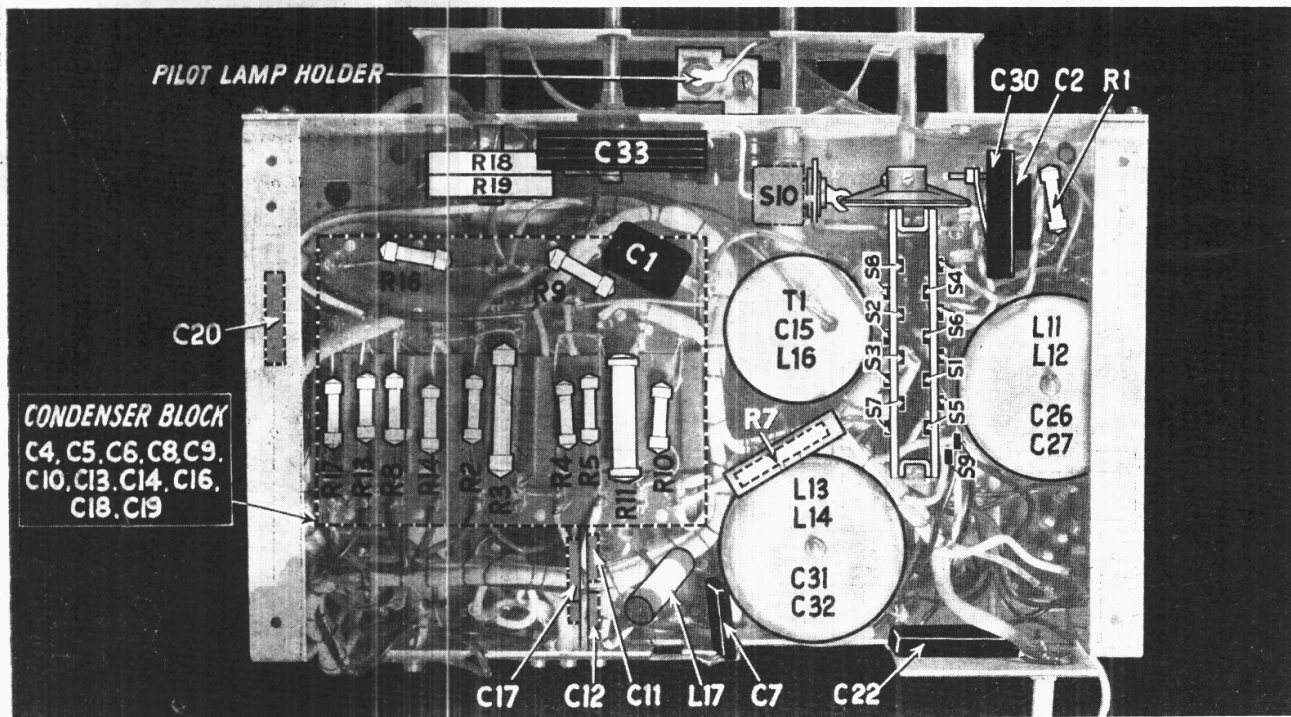 PILOT LAMP HOLDER
C30 C2 R1
R18
R19
C33
S10
C1
R16
R9
C20
T1
C15
L16
S8
S2
S3
S7
S4
S6
S1
S5
S9
L11
L12
C26
C27
CONDENSER BLOCK
C4, C5, C6, C8, C9,
C10, C13, C14, C16,
C18, C19
R17 R13 R8 R14 R2 R3 R4 R5 R11 R10
R7
L13
L14
C31
C32
C17 C12 C11 L17 C7 C22